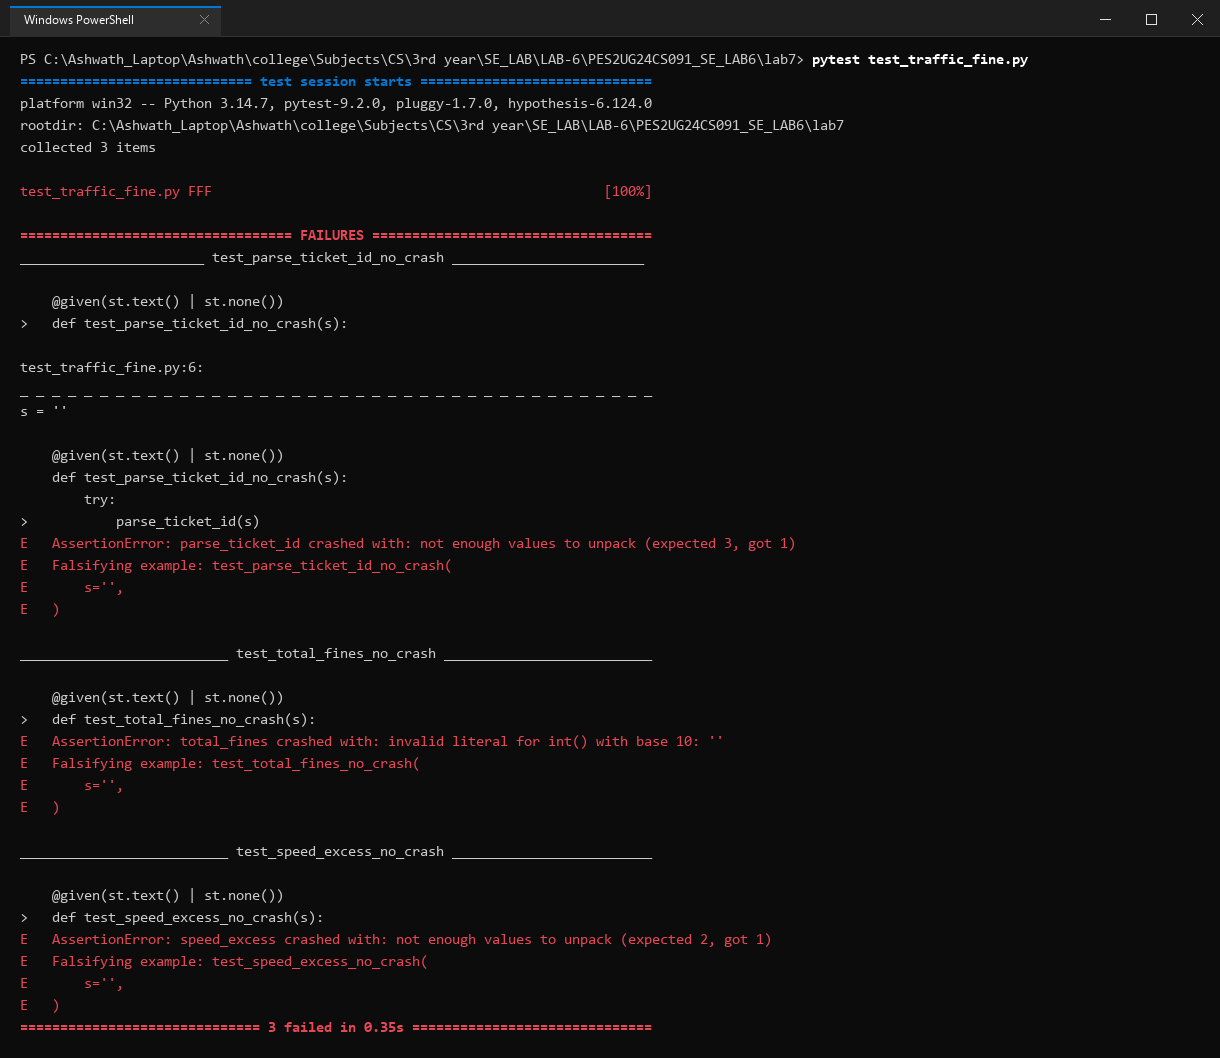 Windows PowerShell
PS C:\Ashwath_Laptop\Ashwath\college\Subjects\CS\3rd year\SE_LAB\LAB-6\PES2UG24CS091_SE_LAB6\lab7> pytest test_traffic_fine.py
============================= test session starts =============================
platform win32 -- Python 3.14.7, pytest-9.2.0, pluggy-1.7.0, hypothesis-6.124.0
rootdir: C:\Ashwath_Laptop\Ashwath\college\Subjects\CS\3rd year\SE_LAB\LAB-6\PES2UG24CS091_SE_LAB6\lab7
collected 3 items
test_traffic_fine.py FFF                                                 [100%]
================================== FAILURES ===================================
_______________________ test_parse_ticket_id_no_crash ________________________
    @given(st.text() | st.none())
>   def test_parse_ticket_id_no_crash(s):
test_traffic_fine.py:6:
_ _ _ _ _ _ _ _ _ _ _ _ _ _ _ _ _ _ _ _ _ _ _ _ _ _ _ _ _ _ _ _ _ _ _ _ _ _ _ _
s = ''
    @given(st.text() | st.none())
    def test_parse_ticket_id_no_crash(s):
        try:
>           parse_ticket_id(s)
E   AssertionError: parse_ticket_id crashed with: not enough values to unpack (expected 3, got 1)
E   Falsifying example: test_parse_ticket_id_no_crash(
E       s='',
E   )
__________________________ test_total_fines_no_crash __________________________
    @given(st.text() | st.none())
>   def test_total_fines_no_crash(s):
E   AssertionError: total_fines crashed with: invalid literal for int() with base 10: ''
E   Falsifying example: test_total_fines_no_crash(
E       s='',
E   )
__________________________ test_speed_excess_no_crash _________________________
    @given(st.text() | st.none())
>   def test_speed_excess_no_crash(s):
E   AssertionError: speed_excess crashed with: not enough values to unpack (expected 2, got 1)
E   Falsifying example: test_speed_excess_no_crash(
E       s='',
E   )
============================== 3 failed in 0.35s ==============================